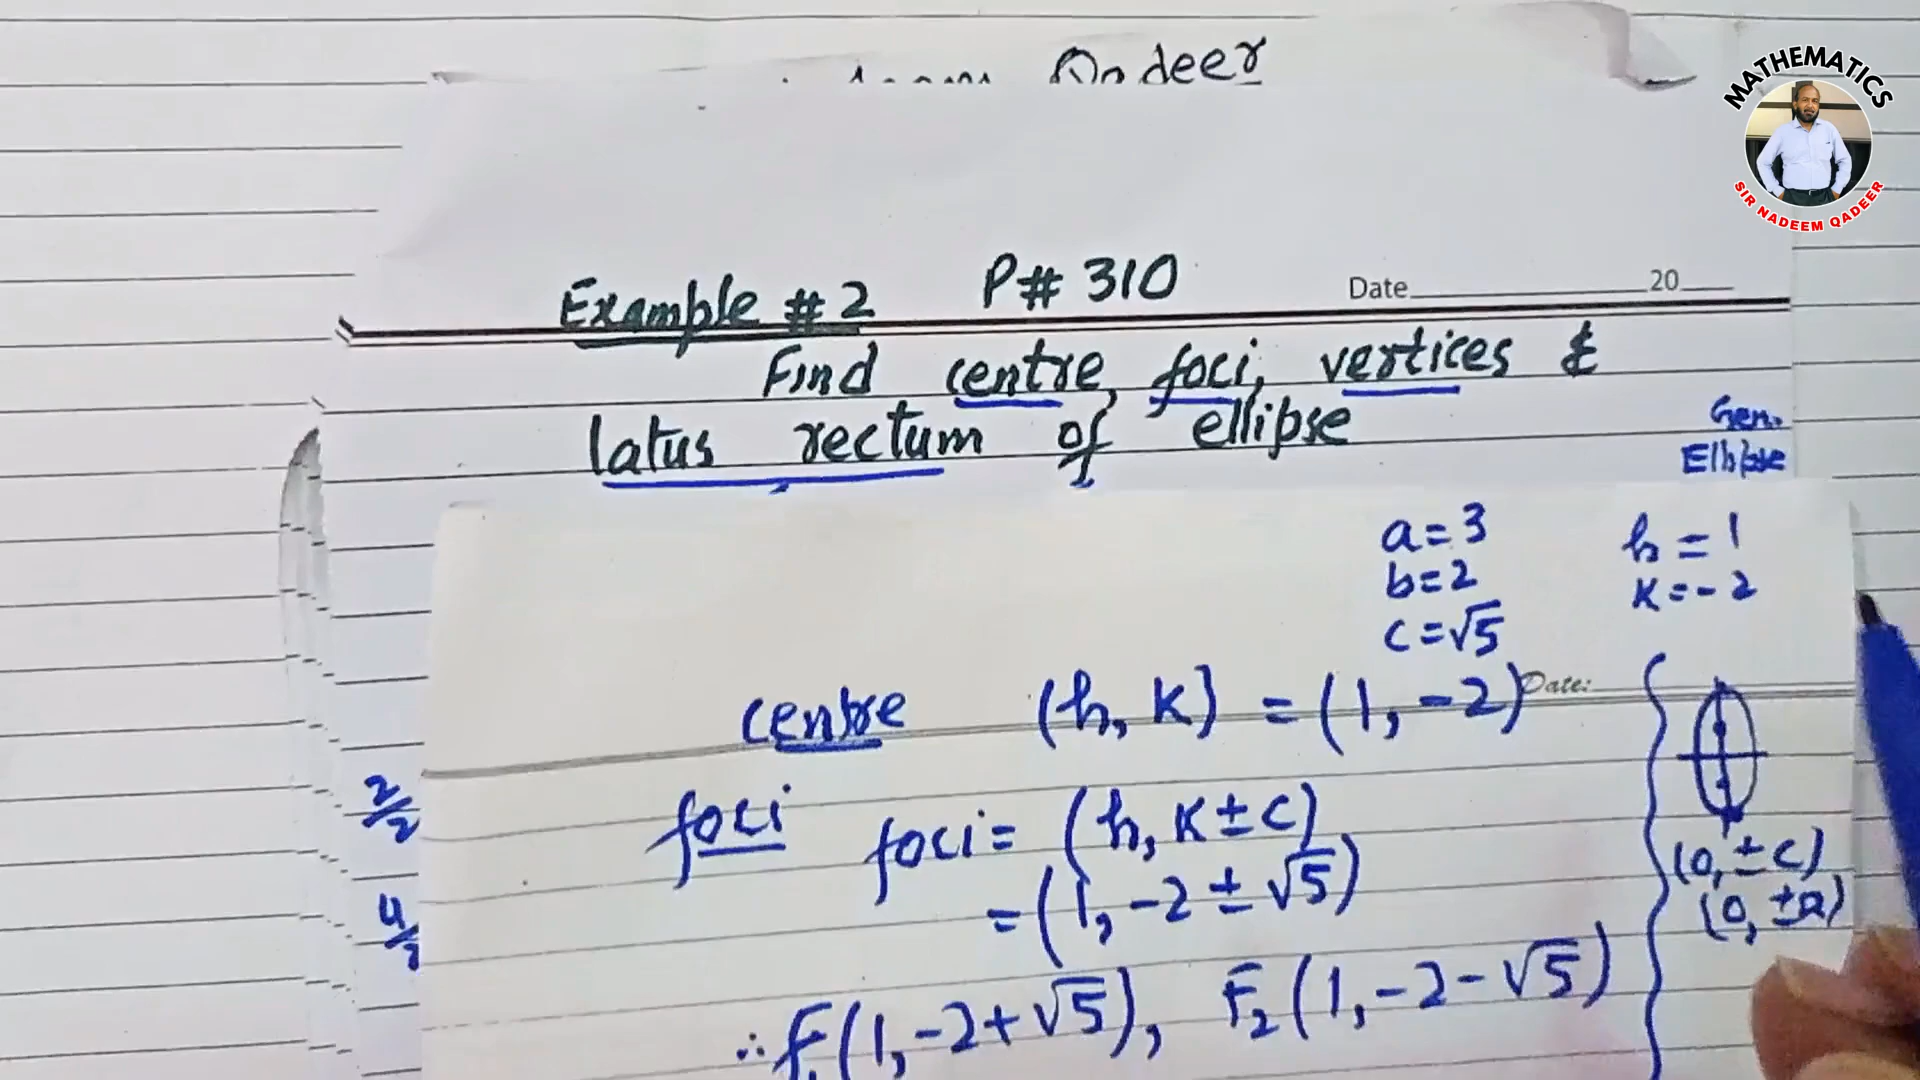 Qadeer
MATHEMATICS
SIR NADEEM QADEER
Example # 2 P# 310 Date 20
Find centre, foci, vertices &
latus rectum of ellipse
Gen.
Ellipse
a = 3 h = 1
b = 2 K = - 2
c = √5
Date:
centre (h, K) = (1, -2)
foci foci = (h, K ± C)
= (1, -2 ± √5)
∴ F₁(1, -2+√5), F₂(1, -2-√5)
(0, ±c)
(0, ±a)
2/2